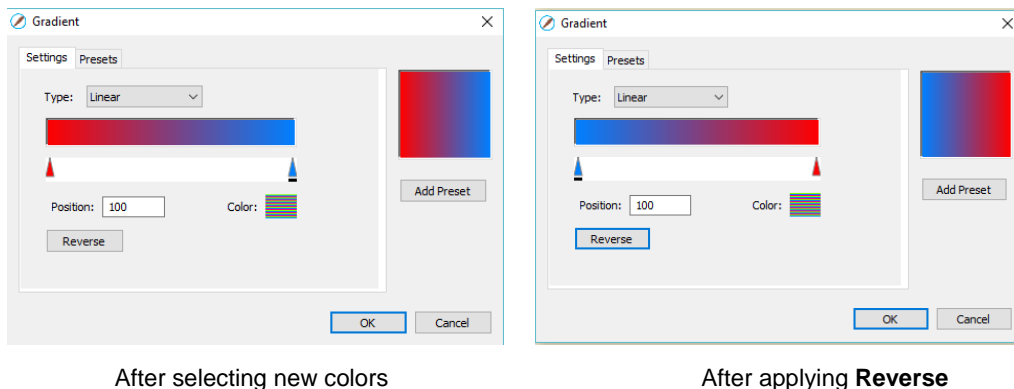 Gradient
Settings Presets
Type: Linear
Position: 100 Color:
Add Preset
Reverse
OK Cancel
After selecting new colors
Gradient
Settings Presets
Type: Linear
Position: 100 Color:
Add Preset
Reverse
OK Cancel
After applying Reverse